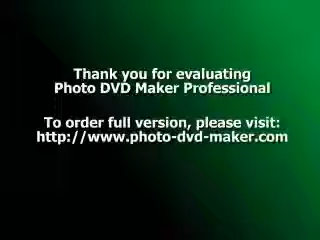 Thank you for evaluating
Photo DVD Maker Professional
To order full version, please visit:
http://www.photo-dvd-maker.com